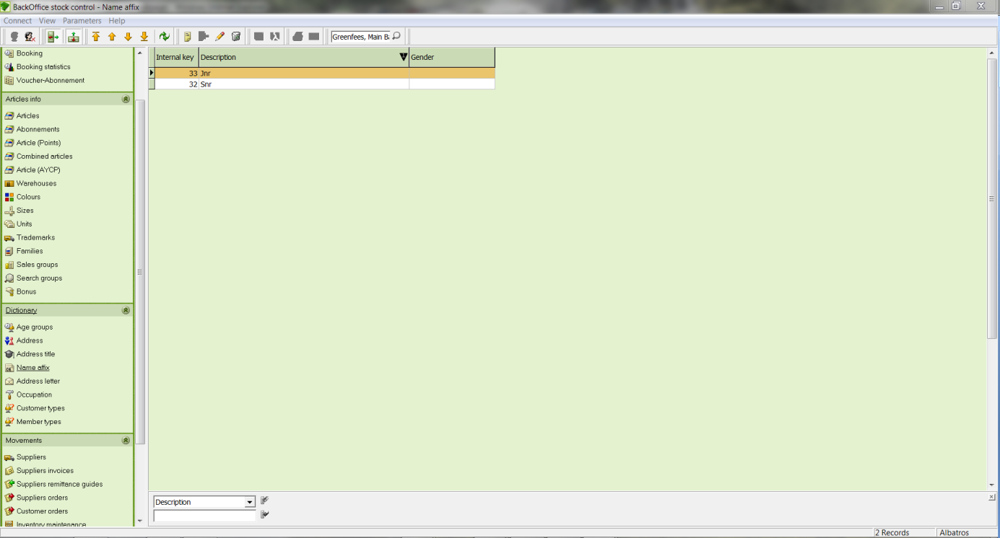 BackOffice stock control - Name affix
Connect View Parameters Help
Greenfees, Main Ba
Booking
Booking statistics
Voucher-Abonnement
Articles info
Articles
Abonnements
Article (Points)
Combined articles
Article (AYCP)
Warehouses
Colours
Sizes
Units
Trademarks
Families
Sales groups
Search groups
Bonus
Dictionary
Age groups
Address
Address title
Name affix
Address letter
Occupation
Customer types
Member types
Movements
Suppliers
Suppliers invoices
Suppliers remittance guides
Suppliers orders
Customer orders
Inventory maintenance
Internal key Description Gender
33 Jnr
32 Snr
Description
2 Records Albatros